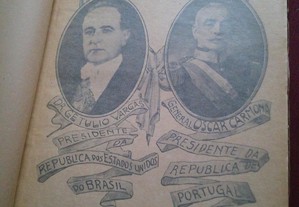 DR. GETULIO VARGAS
GENERAL OSCAR CARMONA
PRESIDENTE
DA
REPUBLICA DOS ESTADOS UNIDOS
DO BRASIL
PRESIDENTE DA
REPUBLICA DE
PORTUGAL